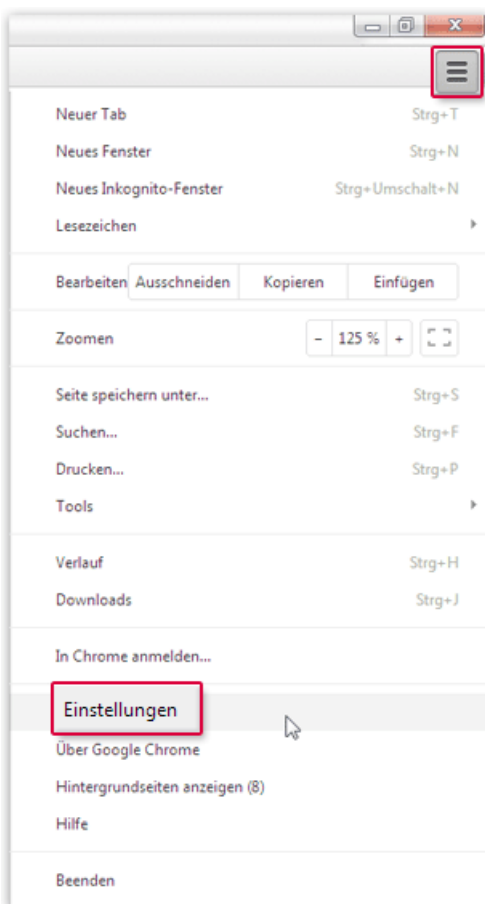 Neuer Tab Strg+T
Neues Fenster Strg+N
Neues Inkognito-Fenster Strg+Umschalt+N
Lesezeichen
Bearbeiten Ausschneiden Kopieren Einfügen
Zoomen - 125 % +
Seite speichern unter... Strg+S
Suchen... Strg+F
Drucken... Strg+P
Tools
Verlauf Strg+H
Downloads Strg+J
In Chrome anmelden...
Einstellungen
Über Google Chrome
Hintergrundseiten anzeigen (8)
Hilfe
Beenden